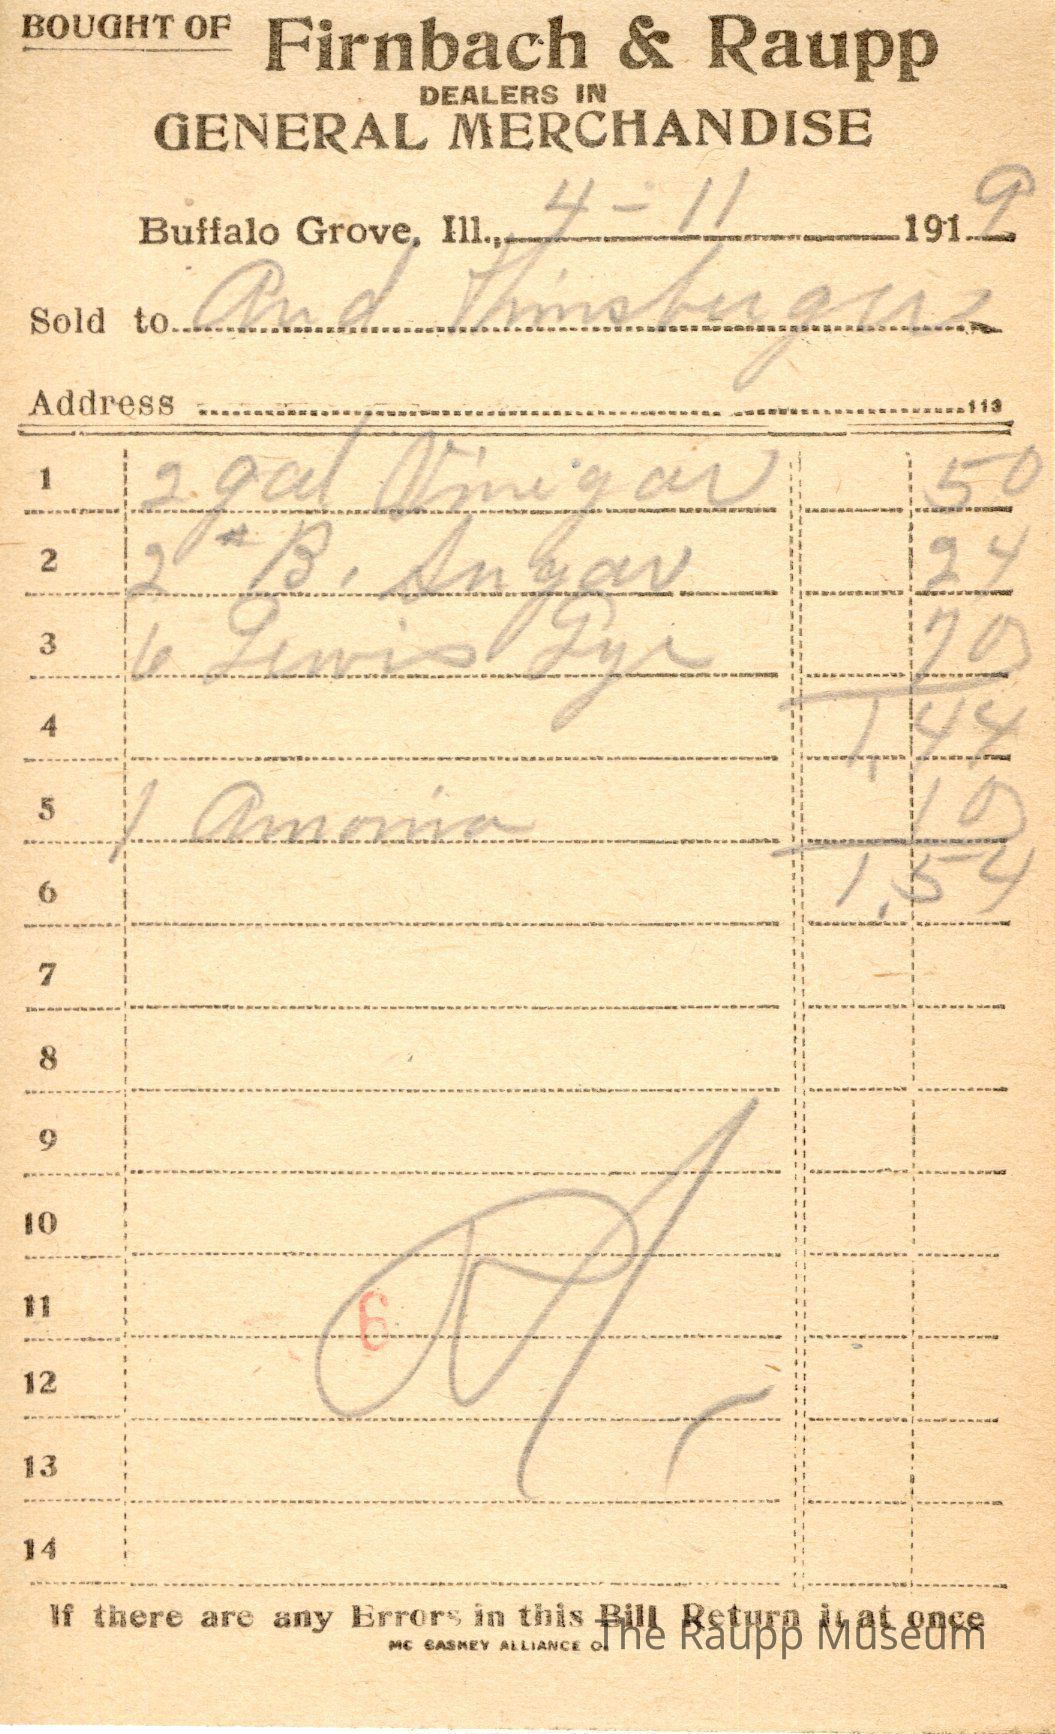 BOUGHT OF Firnbach & Raupp
DEALERS IN
GENERAL MERCHANDISE
Buffalo Grove, Ill., 4-11 1919
Sold to And
Address 113
1 2 gal Vinigar 50
2 2 # B. Sugar 24
3 6 Lewis Lye 70
4 1,44
5 1 Amonia 10
6 1,54
7
8
9
10
11 6
12
13
14
If there are any Errors in this Bill Return it at once
MC CASKEY ALLIANCE O.
The Raupp Museum